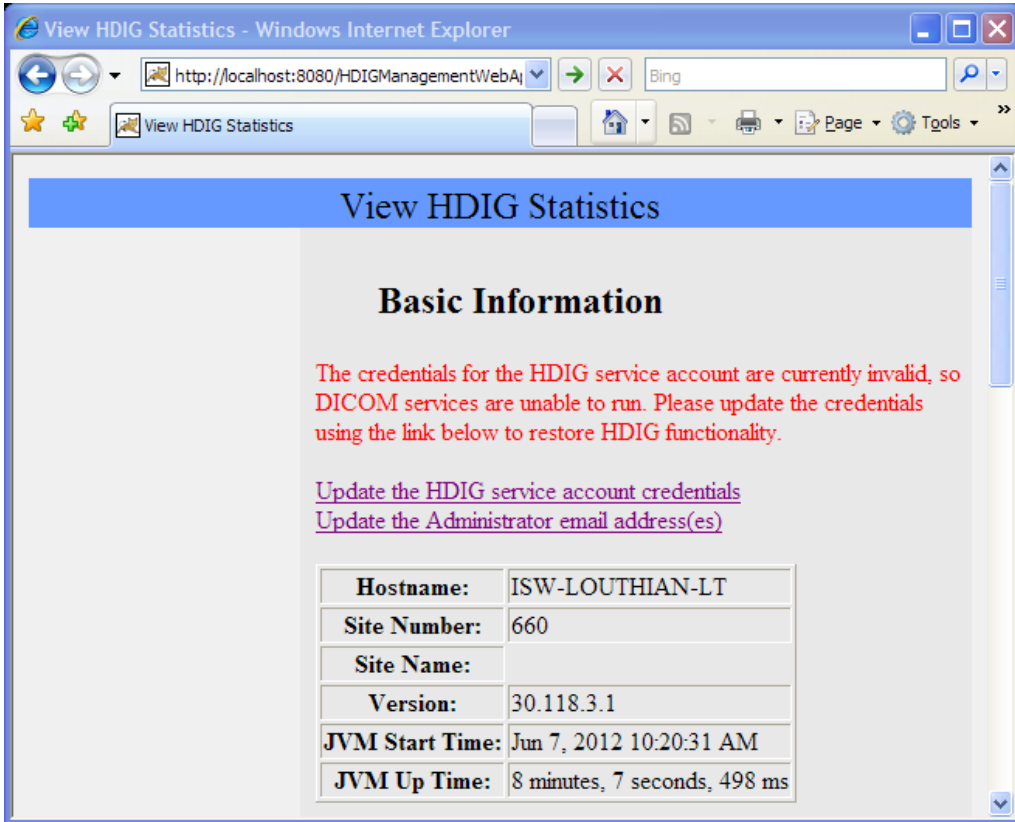 View HDIG Statistics - Windows Internet Explorer
http://localhost:8080/HDIGManagementWebA
Bing
View HDIG Statistics
Page
Tools
»
View HDIG Statistics
Basic Information
The credentials for the HDIG service account are currently invalid, so
DICOM services are unable to run. Please update the credentials
using the link below to restore HDIG functionality.
Update the HDIG service account credentials
Update the Administrator email address(es)
Hostname: ISW-LOUTHIAN-LT
Site Number: 660
Site Name:
Version: 30.118.3.1
JVM Start Time: Jun 7, 2012 10:20:31 AM
JVM Up Time: 8 minutes, 7 seconds, 498 ms